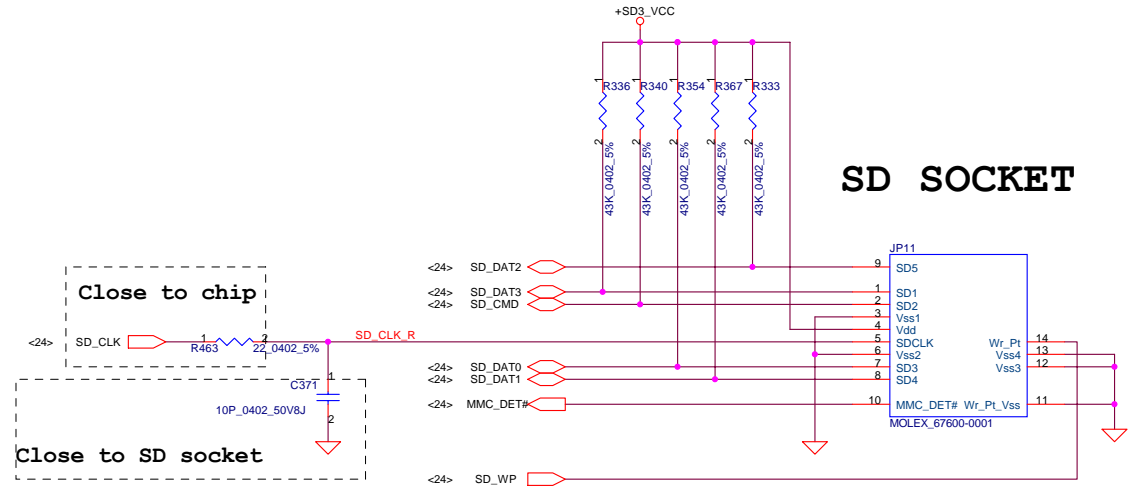 +SD3_VCC
1 1 1 1 1
R336 R340 R354 R367 R333
2 2 2 2 2
43K_0402_5% 43K_0402_5% 43K_0402_5% 43K_0402_5% 43K_0402_5%
SD SOCKET
JP11
<24> SD_DAT2 9 SD5
Close to chip
<24> SD_DAT3 1 SD1
<24> SD_CMD 2 SD2
3 Vss1
4 Vdd
<24> SD_CLK 1 2 SD_CLK_R 5 SDCLK Wr_Pt 14
R463 22_0402_5%
6 Vss2 Vss4 13
<24> SD_DAT0 7 SD3 Vss3 12
<24> SD_DAT1 8 SD4
1
C371
<24> MMC_DET# 10 MMC_DET# Wr_Pt_Vss 11
10P_0402_50V8J
2
MOLEX_67600-0001
Close to SD socket
<24> SD_WP